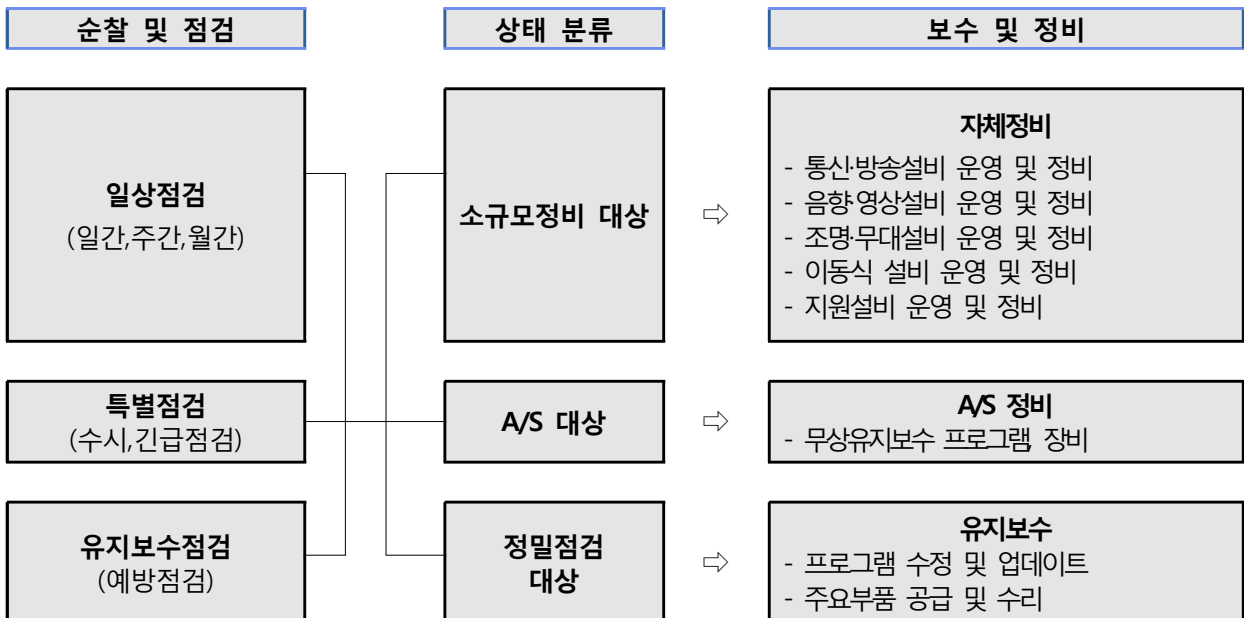 순찰 및 점검
상태 분류
보수 및 정비
일상점검
(일간,주간,월간)
소규모정비 대상
⇨
자체정비
- 통신·방송설비 운영 및 정비
- 음향·영상설비 운영 및 정비
- 조명·무대설비 운영 및 정비
- 이동식 설비 운영 및 정비
- 지원설비 운영 및 정비
특별점검
(수시,긴급점검)
A/S 대상
⇨
A/S 정비
- 무상유지보수 프로그램, 장비
유지보수점검
(예방점검)
정밀점검
대상
⇨
유지보수
- 프로그램 수정 및 업데이트
- 주요부품 공급 및 수리